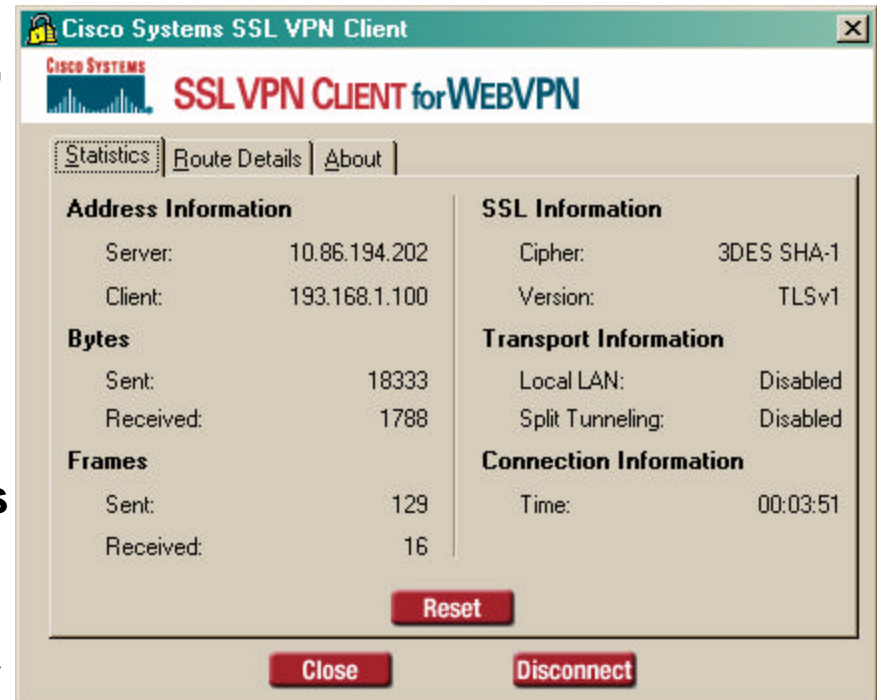 Cisco Systems SSL VPN Client
CISCO SYSTEMS
SSL VPN CLIENT for WEBVPN
Statistics Route Details About
Address Information
Server: 10.86.194.202
Client: 193.168.1.100
Bytes
Sent: 18333
Received: 1788
Frames
Sent: 129
Received: 16
SSL Information
Cipher: 3DES SHA-1
Version: TLSv1
Transport Information
Local LAN: Disabled
Split Tunneling: Disabled
Connection Information
Time: 00:03:51
Reset
Close Disconnect
s